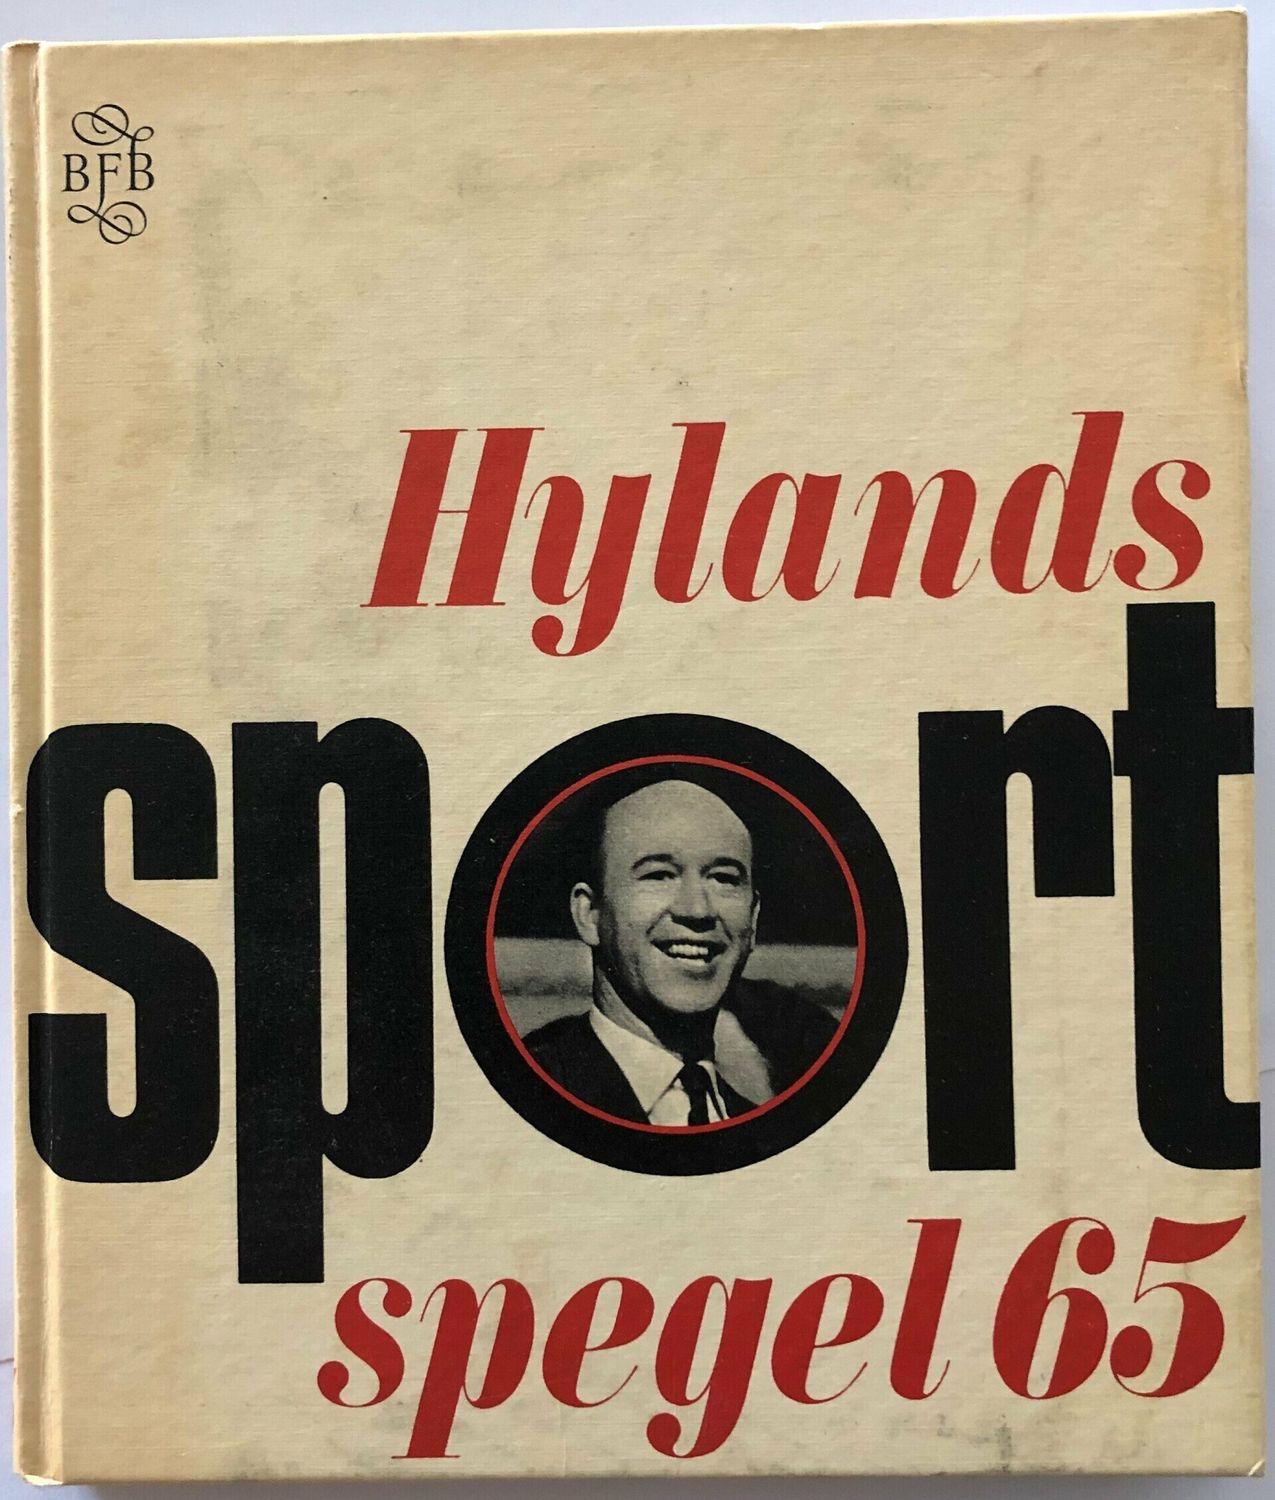 BFB
Hylands
sport
spegel 65